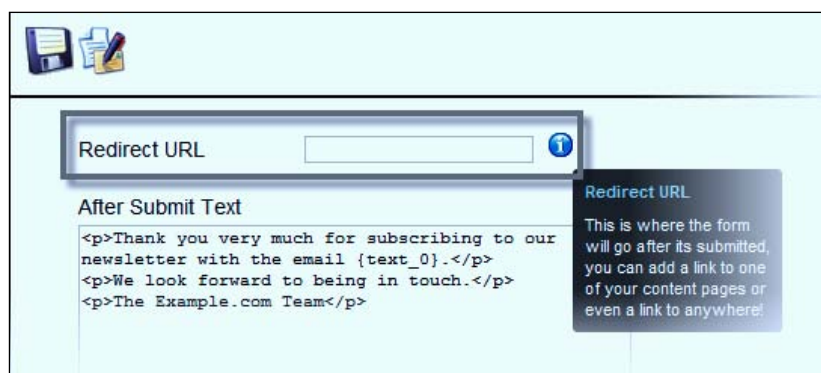 Redirect URL
After Submit Text
<p>Thank you very much for subscribing to our
newsletter with the email {text_0}.</p>
<p>We look forward to being in touch.</p>
<p>The Example.com Team</p>
Redirect URL
This is where the form
will go after its submitted,
you can add a link to one
of your content pages or
even a link to anywhere!